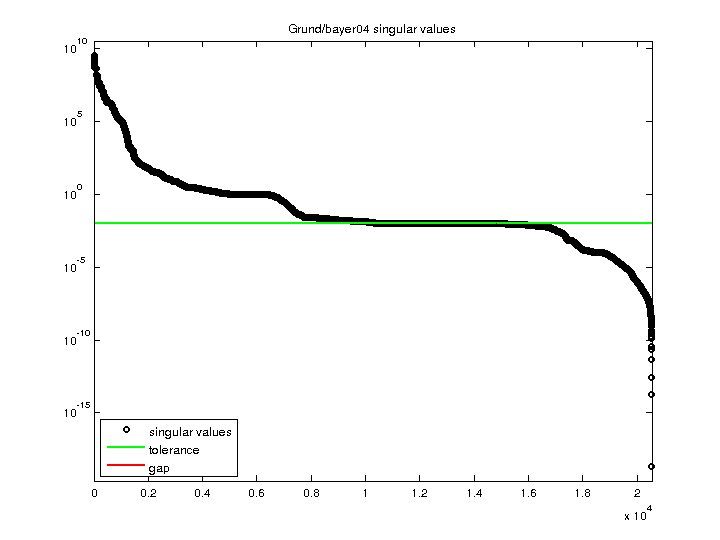 Grund/bayer04 singular values
10^10
10^5
10^0
10^-5
10^-10
10^-15
singular values
tolerance
gap
0 0.2 0.4 0.6 0.8 1 1.2 1.4 1.6 1.8 2
x 10^4